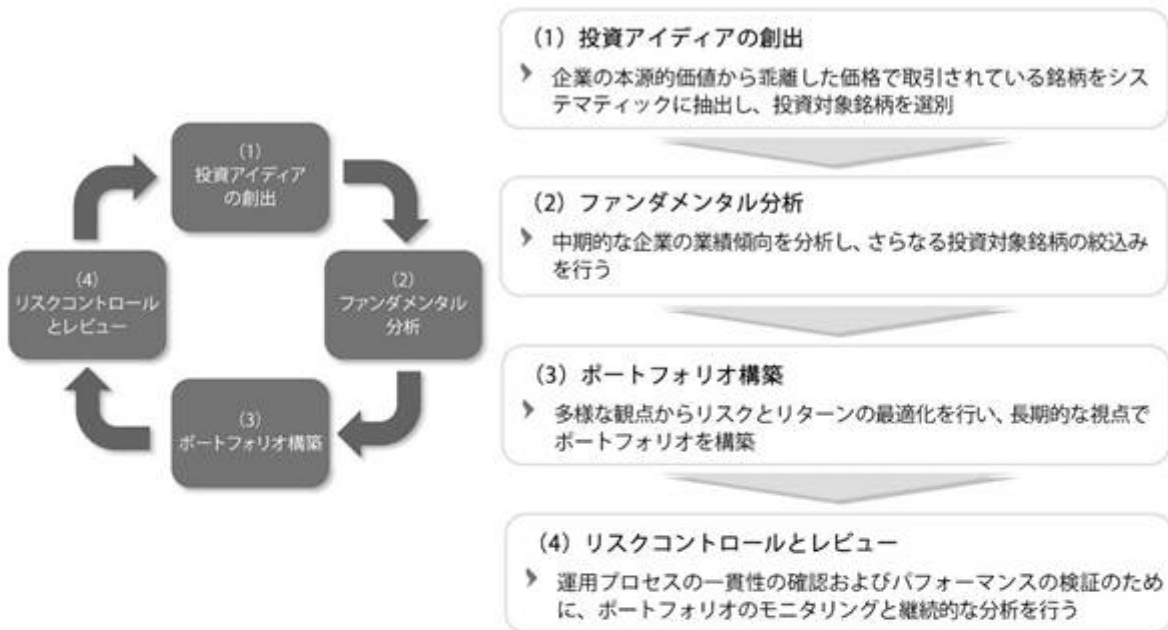 (1)
投資アイディア
の創出
(2)
ファンダメンタル
分析
(3)
ポートフォリオ構築
(4)
リスクコントロール
とレビュー
(1) 投資アイディアの創出
企業の本源的価値から乖離した価格で取引されている銘柄をシス
テマティックに抽出し、投資対象銘柄を選別
(2) ファンダメンタル分析
中期的な企業の業績傾向を分析し、さらなる投資対象銘柄の絞込み
を行う
(3) ポートフォリオ構築
多様な観点からリスクとリターンの最適化を行い、長期的な視点で
ポートフォリオを構築
(4) リスクコントロールとレビュー
運用プロセスの一貫性の確認およびパフォーマンスの検証のため
に、ポートフォリオのモニタリングと継続的な分析を行う